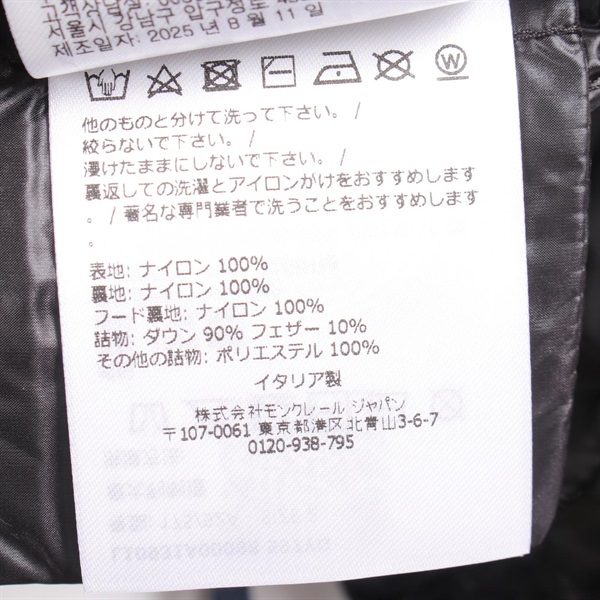 서울시 강남구 압구정로
제조일자: 2025 년 8 월 11 일
他のものと分けて洗って下さい。/
絞らないで下さい。/
浸けたままにしないで下さい。/
裏返しての洗濯とアイロンがけをおすすめします
。/ 著名な専門業者で洗うことをおすすめします
。
表地: ナイロン 100%
裏地: ナイロン 100%
フード裏地: ナイロン 100%
詰物: ダウン 90% フェザー 10%
その他の詰物: ポリエステル 100%
イタリア製
株式会社モンクレール ジャパン
〒107-0061 東京都港区北青山3-6-7
0120-938-795